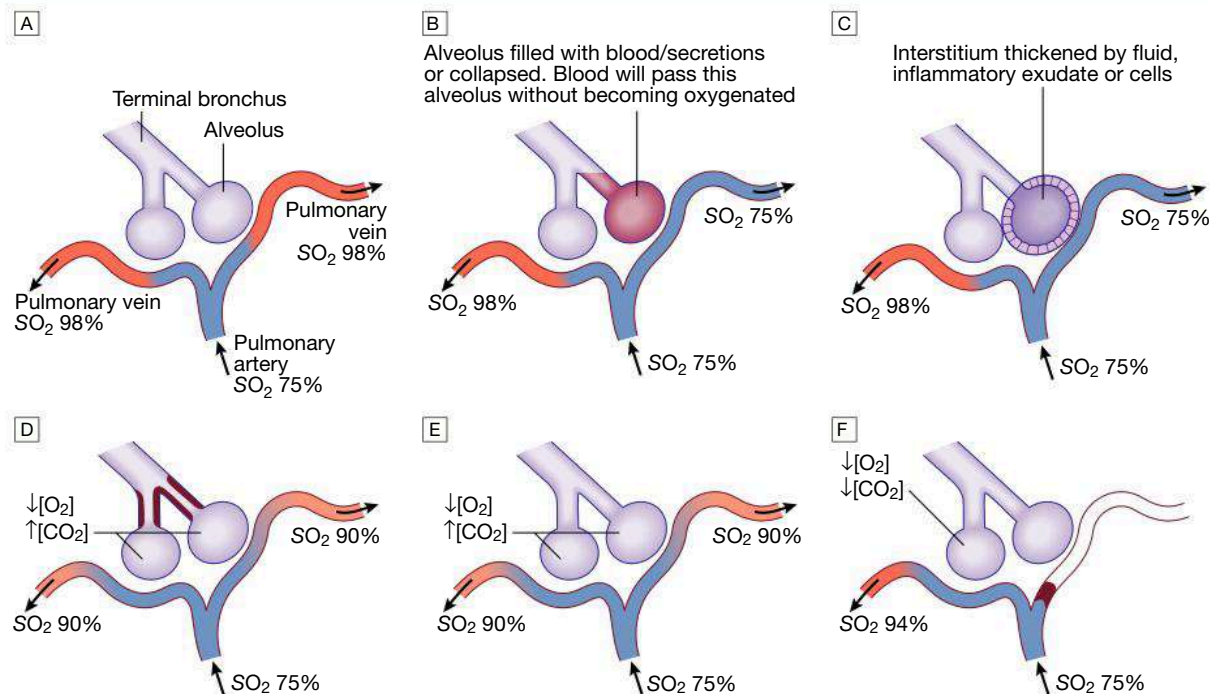 A
Terminal bronchus
Alveolus
Pulmonary
vein
SO2 98%
Pulmonary vein
SO2 98%
Pulmonary
artery
SO2 75%
B
Alveolus filled with blood/secretions
or collapsed. Blood will pass this
alveolus without becoming oxygenated
SO2 75%
SO2 98%
SO2 75%
C
Interstitium thickened by fluid,
inflammatory exudate or cells
SO2 75%
SO2 98%
SO2 75%
D
↓[O2]
↑[CO2]
SO2 90%
SO2 90%
SO2 75%
E
↓[O2]
↑[CO2]
SO2 90%
SO2 90%
SO2 75%
F
↓[O2]
↓[CO2]
SO2 94%
SO2 75%